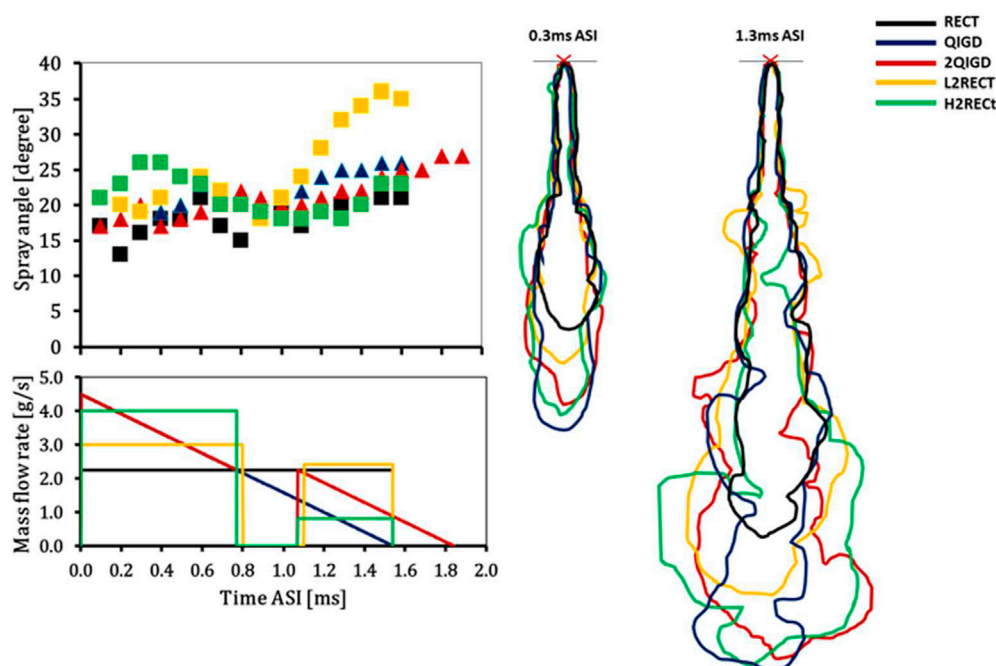 0.3ms ASI
1.3ms ASI
RECT
QIGD
2QIGD
L2RECT
H2RECt
Spray angle [degree]
40
35
30
25
20
15
10
5
0
Mass flow rate [g/s]
5.0
4.0
3.0
2.0
1.0
0.0
0.0 0.2 0.4 0.6 0.8 1.0 1.2 1.4 1.6 1.8 2.0
Time ASI [ms]